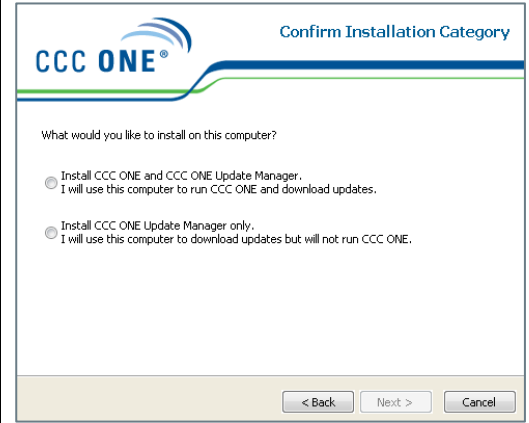 Confirm Installation Category
CCC ONE®
What would you like to install on this computer?
Install CCC ONE and CCC ONE Update Manager.
I will use this computer to run CCC ONE and download updates.
Install CCC ONE Update Manager only.
I will use this computer to download updates but will not run CCC ONE.
< Back
Next >
Cancel